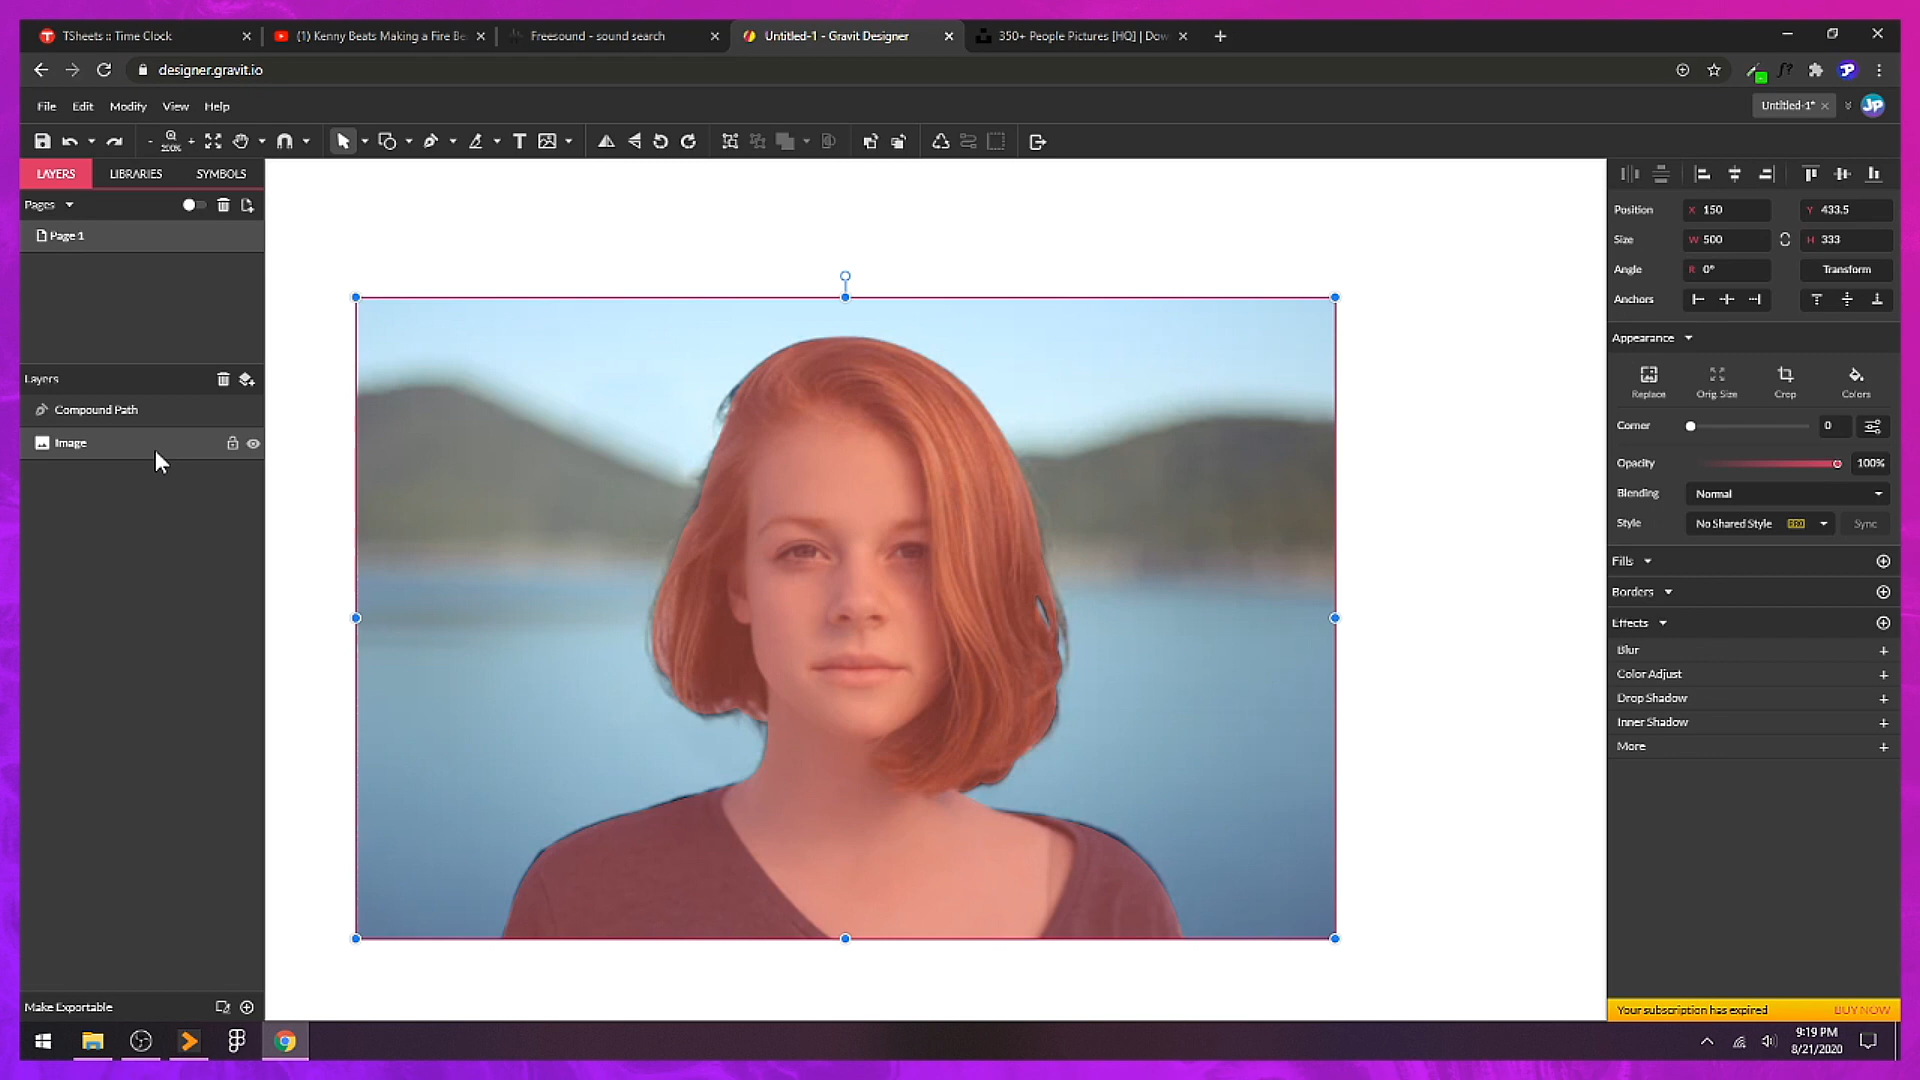 TSheets :: Time Clock
(1) Kenny Beats Making a Fire Be
Freesound - sound search
Untitled-1 - Gravit Designer
350+ People Pictures [HQ] | Dow
designer.gravit.io
File Edit Modify View Help
Untitled-1*
JP
200%
LAYERS LIBRARIES SYMBOLS
Pages
Page 1
Layers
Compound Path
Image
Make Exportable
Position X 150 Y 433.5
Size W 500 H 333
Angle R 0° Transform
Anchors
Appearance
Replace Orig. Size Crop Colors
Corner 0
Opacity 100%
Blending Normal
Style No Shared Style PRO Sync
Fills
Borders
Effects
Blur
Color Adjust
Drop Shadow
Inner Shadow
More
Your subscription has expired BUY NOW
9:19 PM
8/21/2020